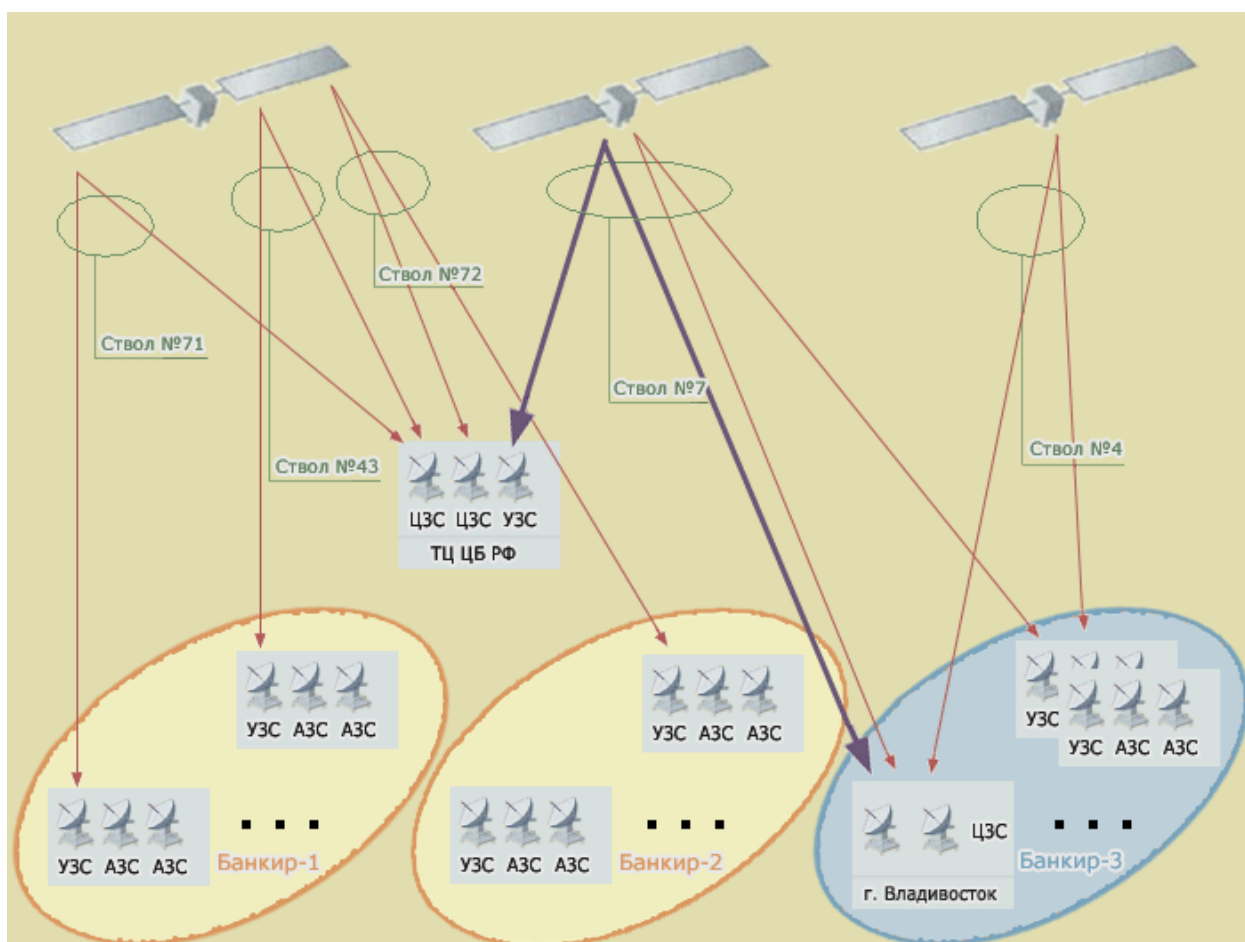 Ствол №72
Ствол №71
Ствол №7
Ствол №4
Ствол №43
ЦЗС ЦЗС УЗС
ТЦ ЦБ РФ
УЗС АЗС АЗС
УЗС АЗС АЗС
УЗС
УЗС АЗС АЗС
ЦЗС
УЗС АЗС АЗС
Банкир-1
УЗС АЗС АЗС
Банкир-2
Банкир-3
г. Владивосток